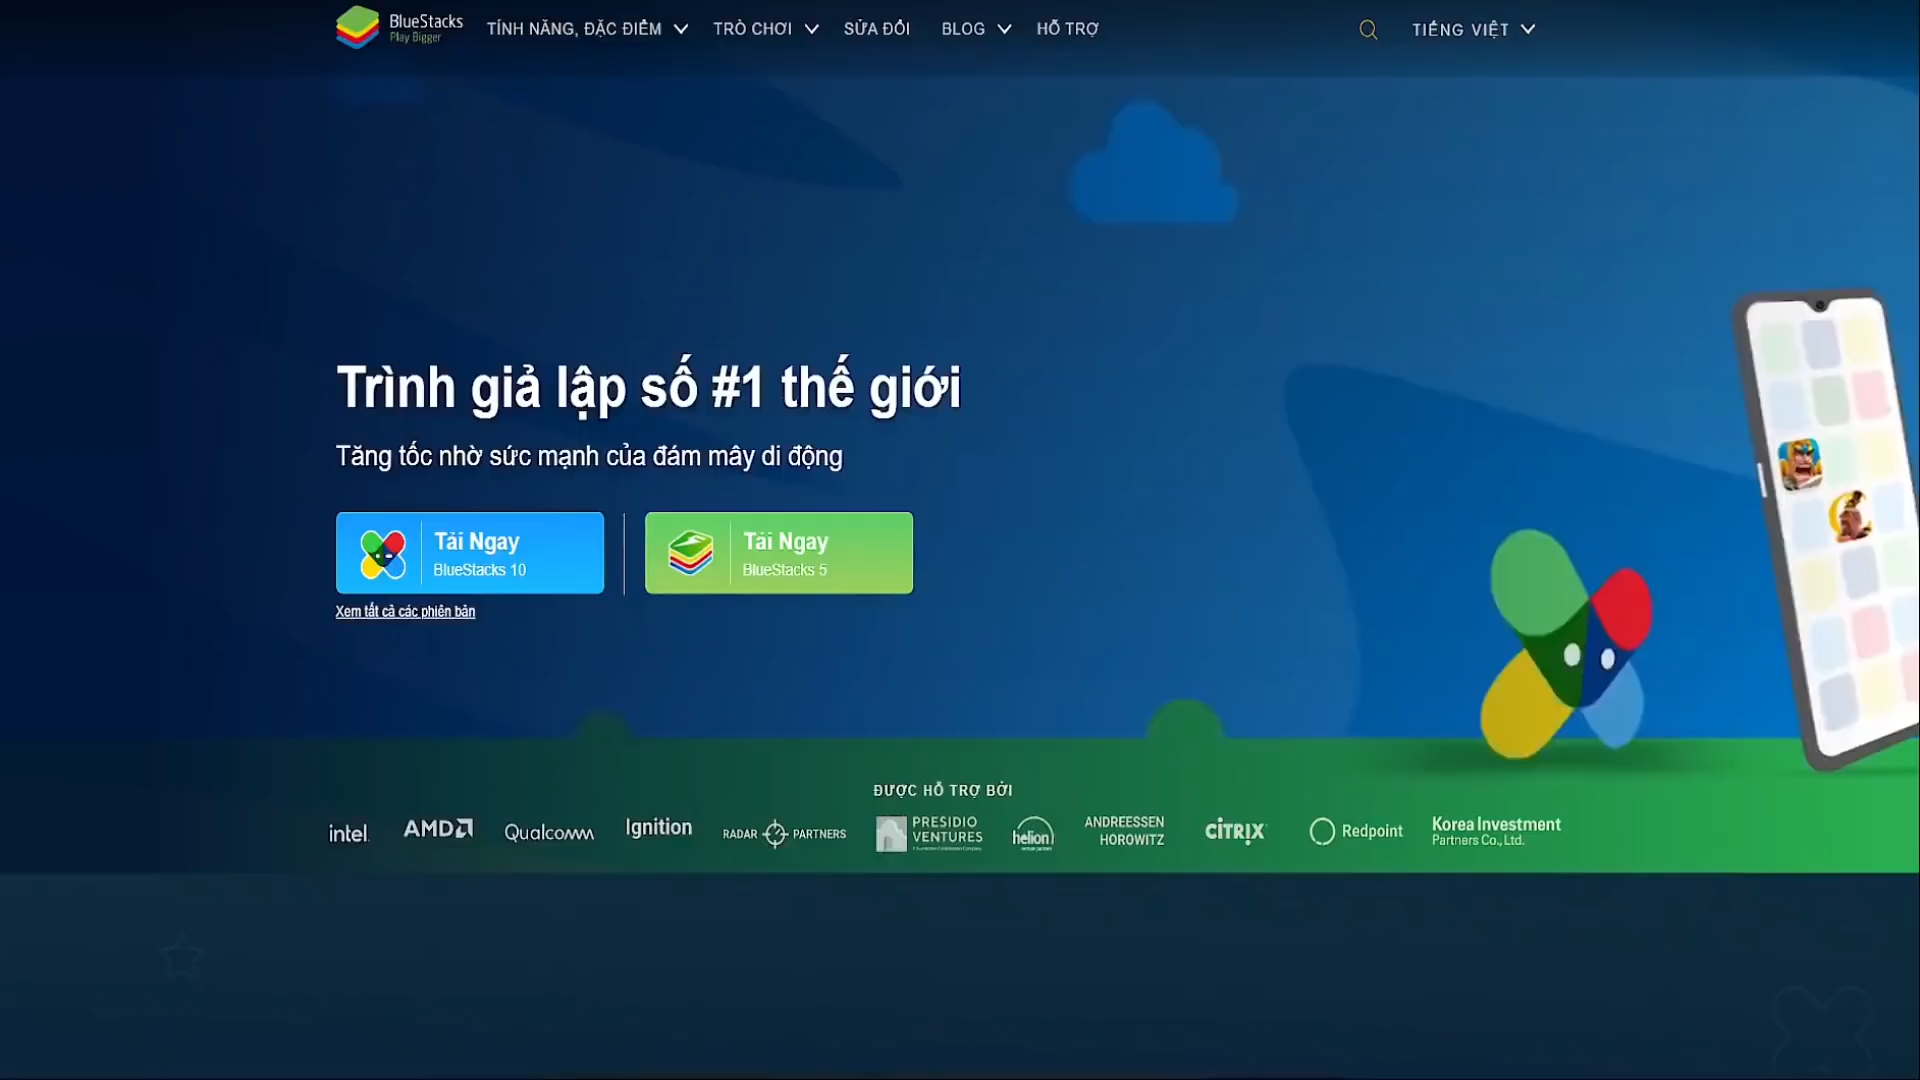 BlueStacks
Play Bigger
TÍNH NĂNG, ĐẶC ĐIỂM
TRÒ CHƠI
SỬA ĐỔI
BLOG
HỖ TRỢ
TIẾNG VIỆT
Trình giả lập số #1 thế giới
Tăng tốc nhờ sức mạnh của đám mây di động
Tải Ngay
BlueStacks 10
Tải Ngay
BlueStacks 5
Xem tất cả các phiên bản
ĐƯỢC HỖ TRỢ BỞI
intel.
AMD
Qualcomm
Ignition
RADAR PARTNERS
PRESIDIO
VENTURES
helion
ANDREESSEN
HOROWITZ
CITRIX
Redpoint
Korea Investment
Partners Co., Ltd.